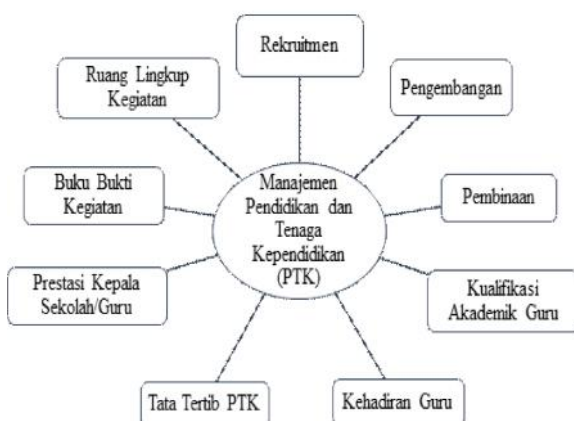 Rekruitmen
Ruang Lingkup
Kegiatan
Pengembangan
Buku Bukti
Kegiatan
Manajemen
Pendidikan dan
Tenaga
Kependidikan
(PTK)
Pembinaan
Prestasi Kepala
Sekolah/Guru
Kualifikasi
Akademik Guru
Tata Tertib PTK
Kehadiran Guru